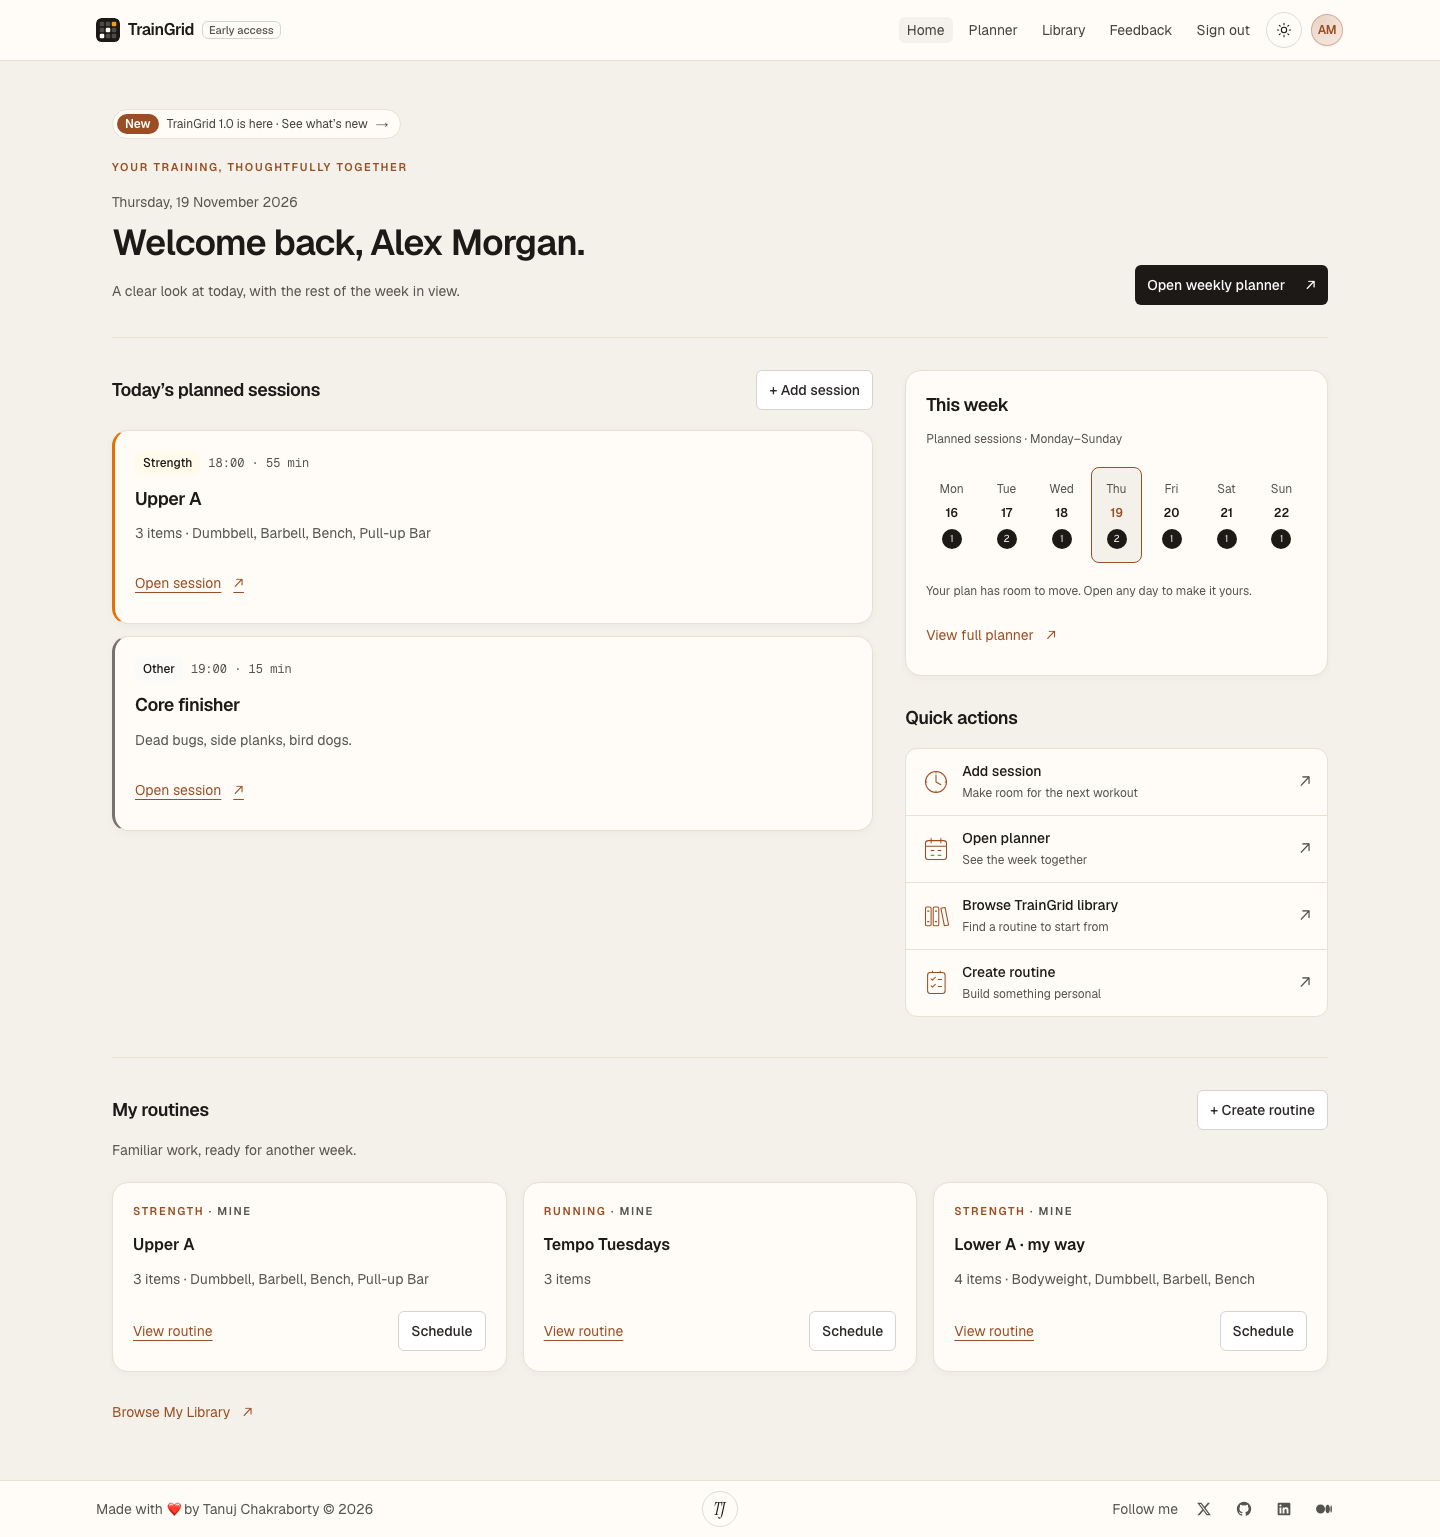 TrainGrid Early access
Home Planner Library Feedback Sign out AM
New TrainGrid 1.0 is here · See what's new →
YOUR TRAINING, THOUGHTFULLY TOGETHER
Thursday, 19 November 2026
Welcome back, Alex Morgan.
A clear look at today, with the rest of the week in view.
Open weekly planner ↗
Today's planned sessions
+ Add session
Strength 18:00 · 55 min
Upper A
3 items · Dumbbell, Barbell, Bench, Pull-up Bar
Open session ↗
Other 19:00 · 15 min
Core finisher
Dead bugs, side planks, bird dogs.
Open session ↗
This week
Planned sessions · Monday–Sunday
Mon Tue Wed Thu Fri Sat Sun
16 17 18 19 20 21 22
1 2 1 2 1 1 1
Your plan has room to move. Open any day to make it yours.
View full planner ↗
Quick actions
Add session ↗
Make room for the next workout
Open planner ↗
See the week together
Browse TrainGrid library ↗
Find a routine to start from
Create routine ↗
Build something personal
My routines
+ Create routine
Familiar work, ready for another week.
STRENGTH · MINE
Upper A
3 items · Dumbbell, Barbell, Bench, Pull-up Bar
View routine Schedule
RUNNING · MINE
Tempo Tuesdays
3 items
View routine Schedule
STRENGTH · MINE
Lower A · my way
4 items · Bodyweight, Dumbbell, Barbell, Bench
View routine Schedule
Browse My Library ↗
Made with ❤️ by Tanuj Chakraborty © 2026
TJ
Follow me